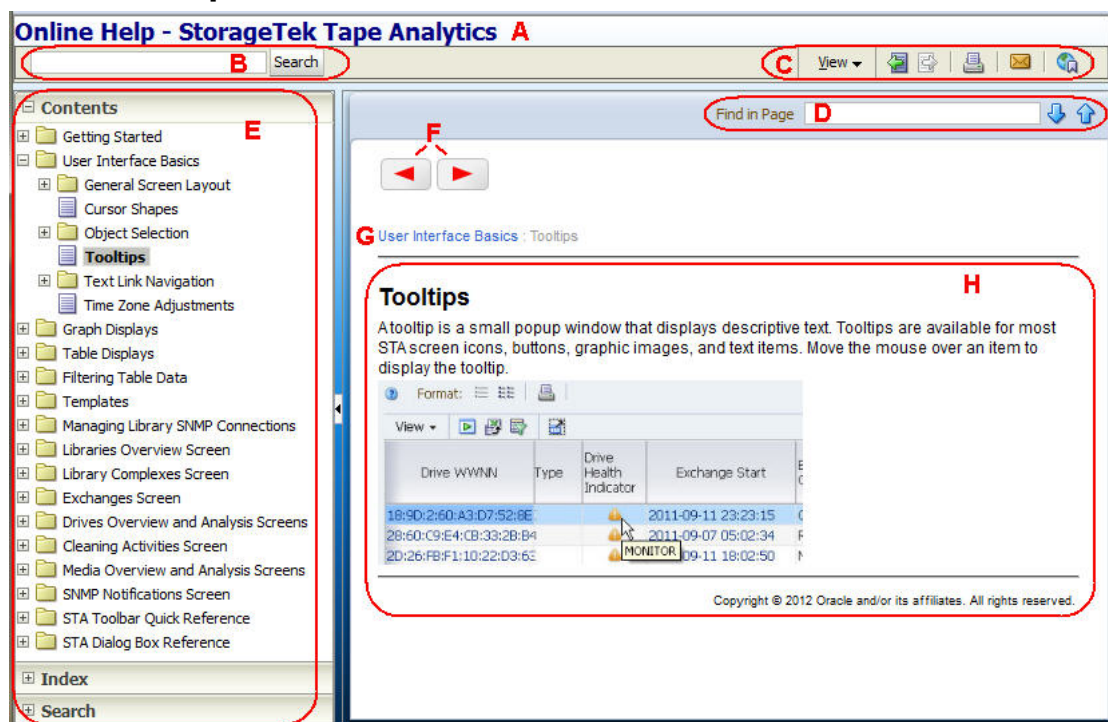 Online Help - StorageTek Tape Analytics A
B Search
C View
Find in Page D
Contents
E
Getting Started
User Interface Basics
General Screen Layout
Cursor Shapes
Object Selection
Tooltips
Text Link Navigation
Time Zone Adjustments
Graph Displays
Table Displays
Filtering Table Data
Templates
Managing Library SNMP Connections
Libraries Overview Screen
Library Complexes Screen
Exchanges Screen
Drives Overview and Analysis Screens
Cleaning Activities Screen
Media Overview and Analysis Screens
SNMP Notifications Screen
STA Toolbar Quick Reference
STA Dialog Box Reference
Index
Search
F
G User Interface Basics : Tooltips
H
Tooltips
A tooltip is a small popup window that displays descriptive text. Tooltips are available for most
STA screen icons, buttons, graphic images, and text items. Move the mouse over an item to
display the tooltip.
Format:
View
Drive WWNN Type Drive Health Indicator Exchange Start
18:9D:2:60:A3:D7:52:8E 2011-09-11 23:23:15
28:60:C9:E4:CB:33:2B:B4 2011-09-07 05:02:34
MONITOR
2D:26:FB:F1:10:22:D3:63 09-11 18:02:50
Copyright © 2012 Oracle and/or its affiliates. All rights reserved.